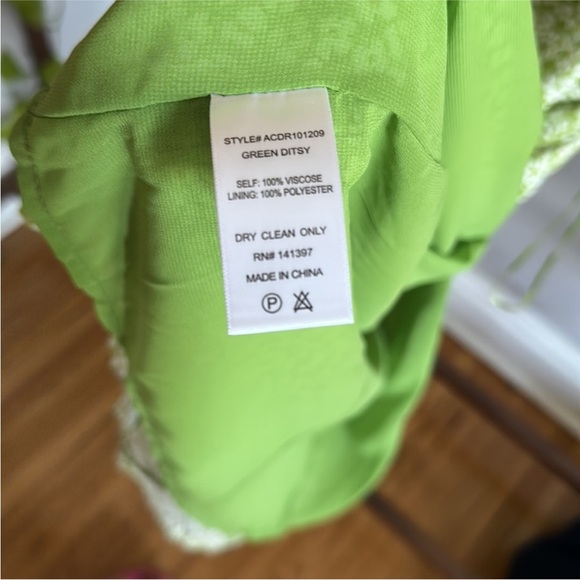 STYLE# ACDR101209
GREEN DITSY
SELF: 100% VISCOSE
LINING: 100% POLYESTER
DRY CLEAN ONLY
RN# 141397
MADE IN CHINA
P